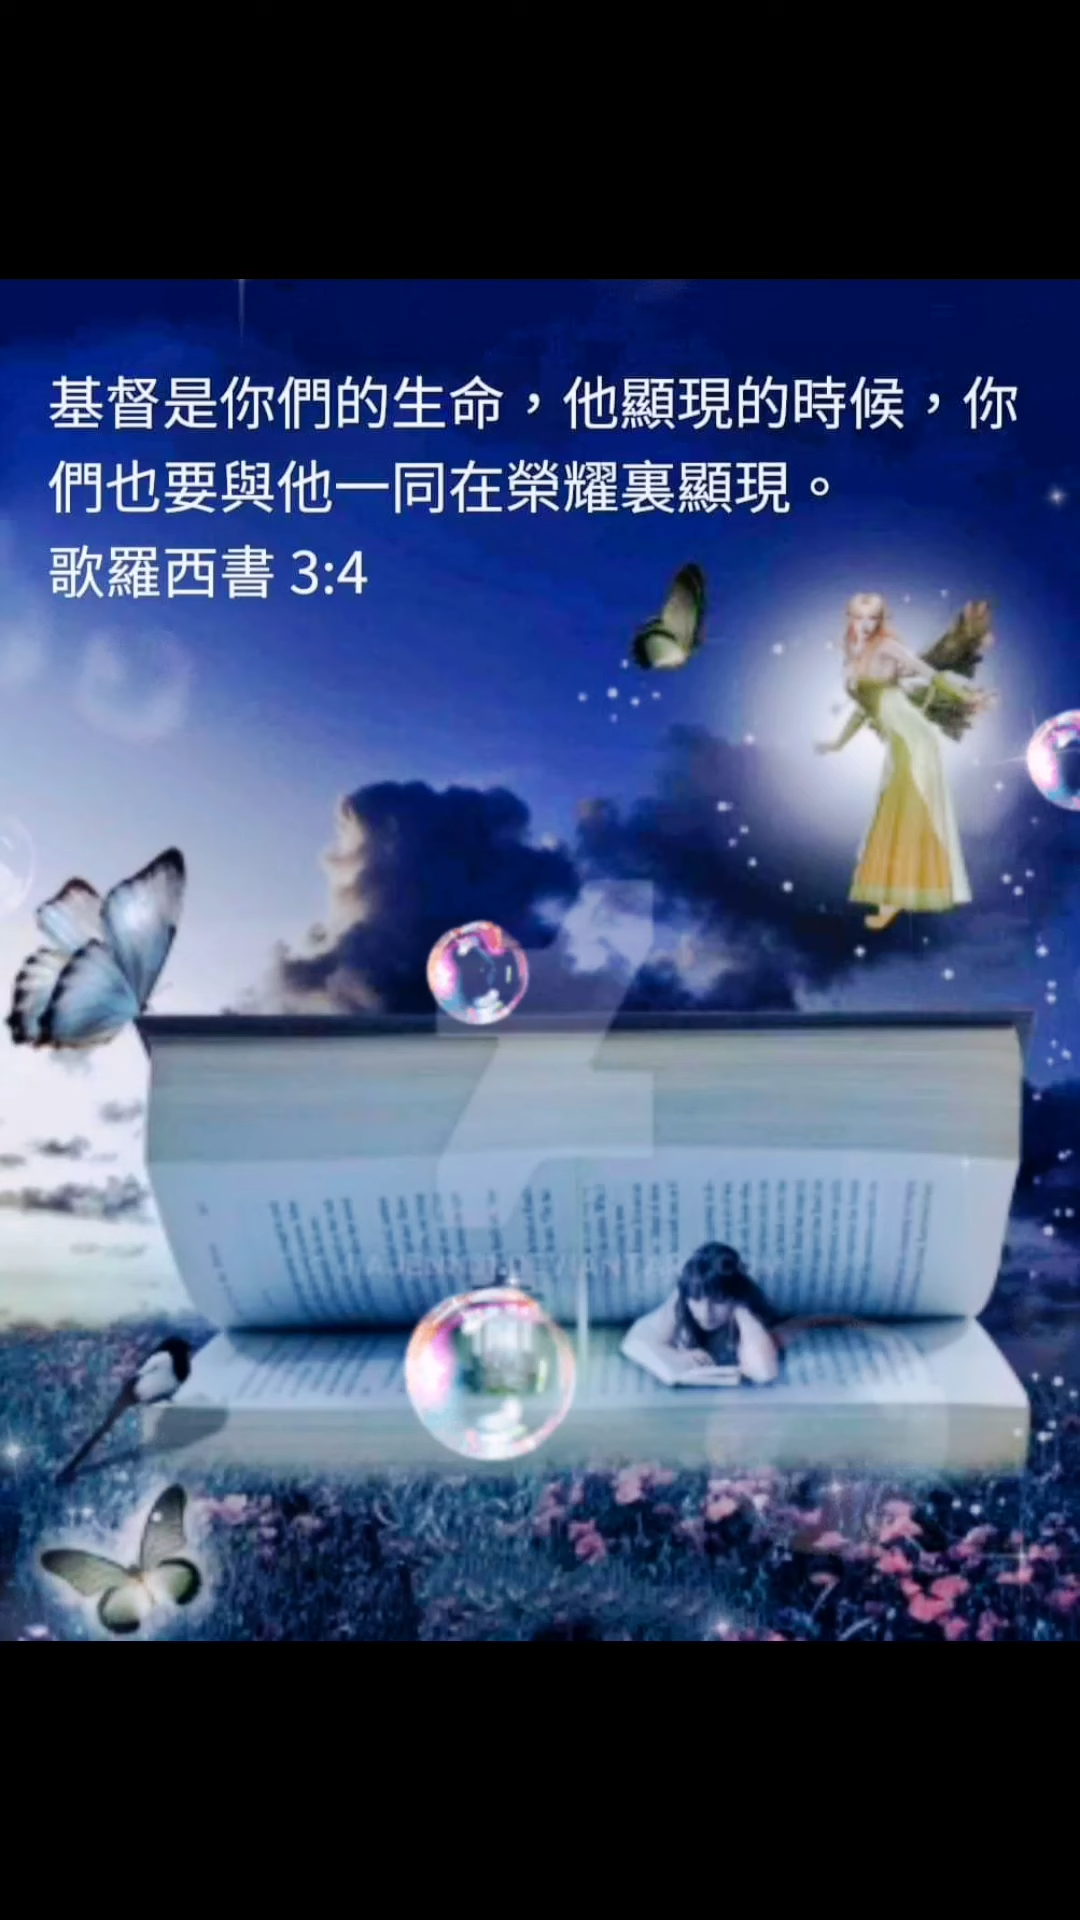 基督是你們的生命，他顯現的時候，你
們也要與他一同在榮耀裏顯現。
歌羅西書 3:4